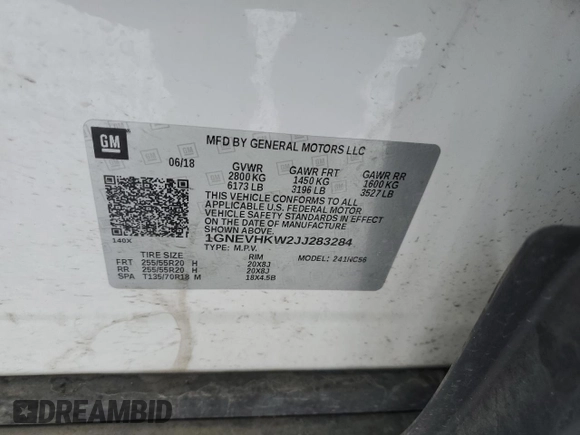 GM
MFD BY GENERAL MOTORS LLC
06/18
GVWR GAWR FRT GAWR RR
2800 KG 1450 KG 1600 KG
6173 LB 3196 LB 3527 LB
THIS VEHICLE CONFORMS TO ALL
APPLICABLE U.S. FEDERAL MOTOR
VEHICLE SAFETY STANDARDS IN EFFECT
ON THE DATE OF MANUFACTURE
SHOWN ABOVE.
1GNEVHKW2JJ283284
140X
TYPE: M.P.V. MODEL: 241NC56
TIRE SIZE RIM
FRT 255/55R20 H 20X8J
RR 255/55R20 H 20X8J
SPA T135/70R18 M 18X4.5B
DREAMBID